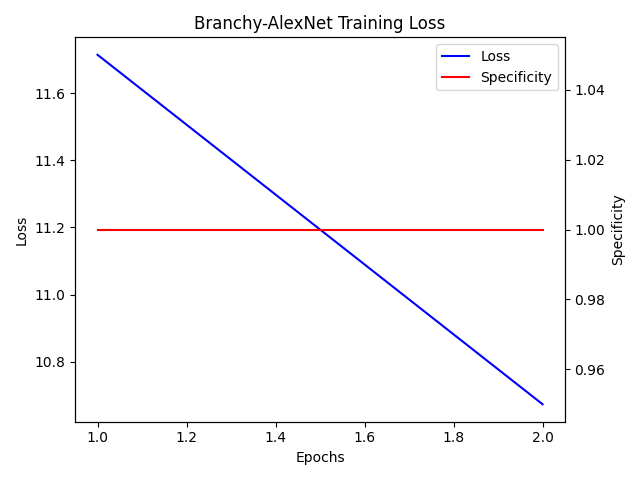 Branchy-AlexNet Training Loss
Loss
Specificity
11.6
11.4
11.2
11.0
10.8
Loss
1.04
1.02
1.00
0.98
0.96
Specificity
1.0 1.2 1.4 1.6 1.8 2.0
Epochs